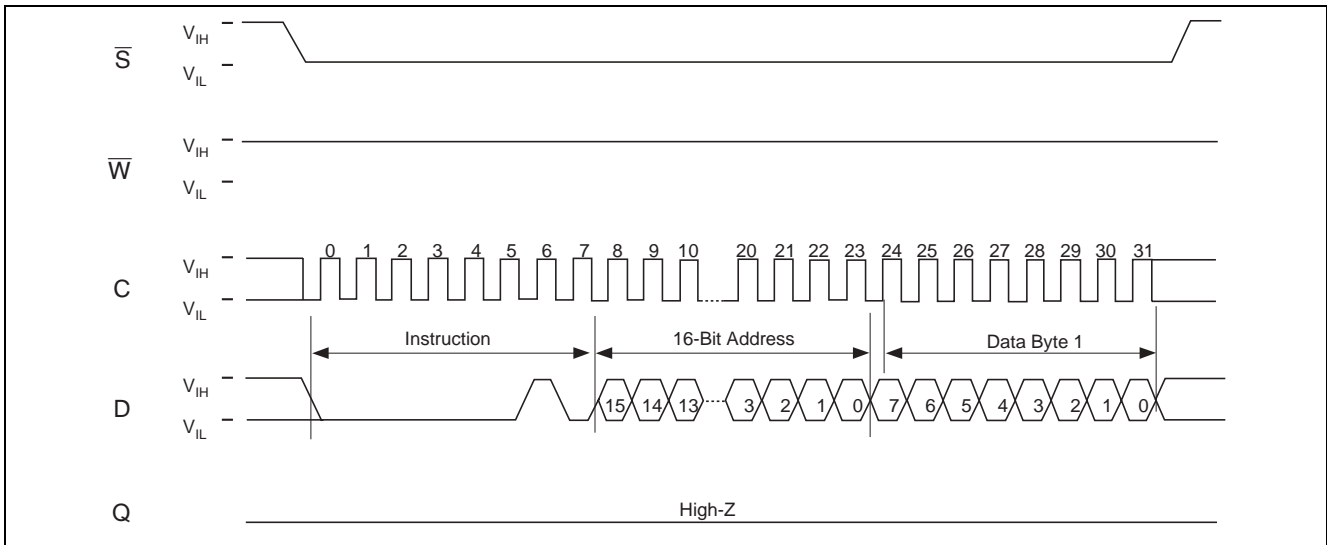 S̅
V_IH
V_IL
W̅
V_IH
V_IL
0 1 2 3 4 5 6 7 8 9 10 20 21 22 23 24 25 26 27 28 29 30 31
C
V_IH
V_IL
Instruction 16-Bit Address Data Byte 1
D
V_IH
V_IL
15 14 13 3 2 1 0 7 6 5 4 3 2 1 0
Q
High-Z